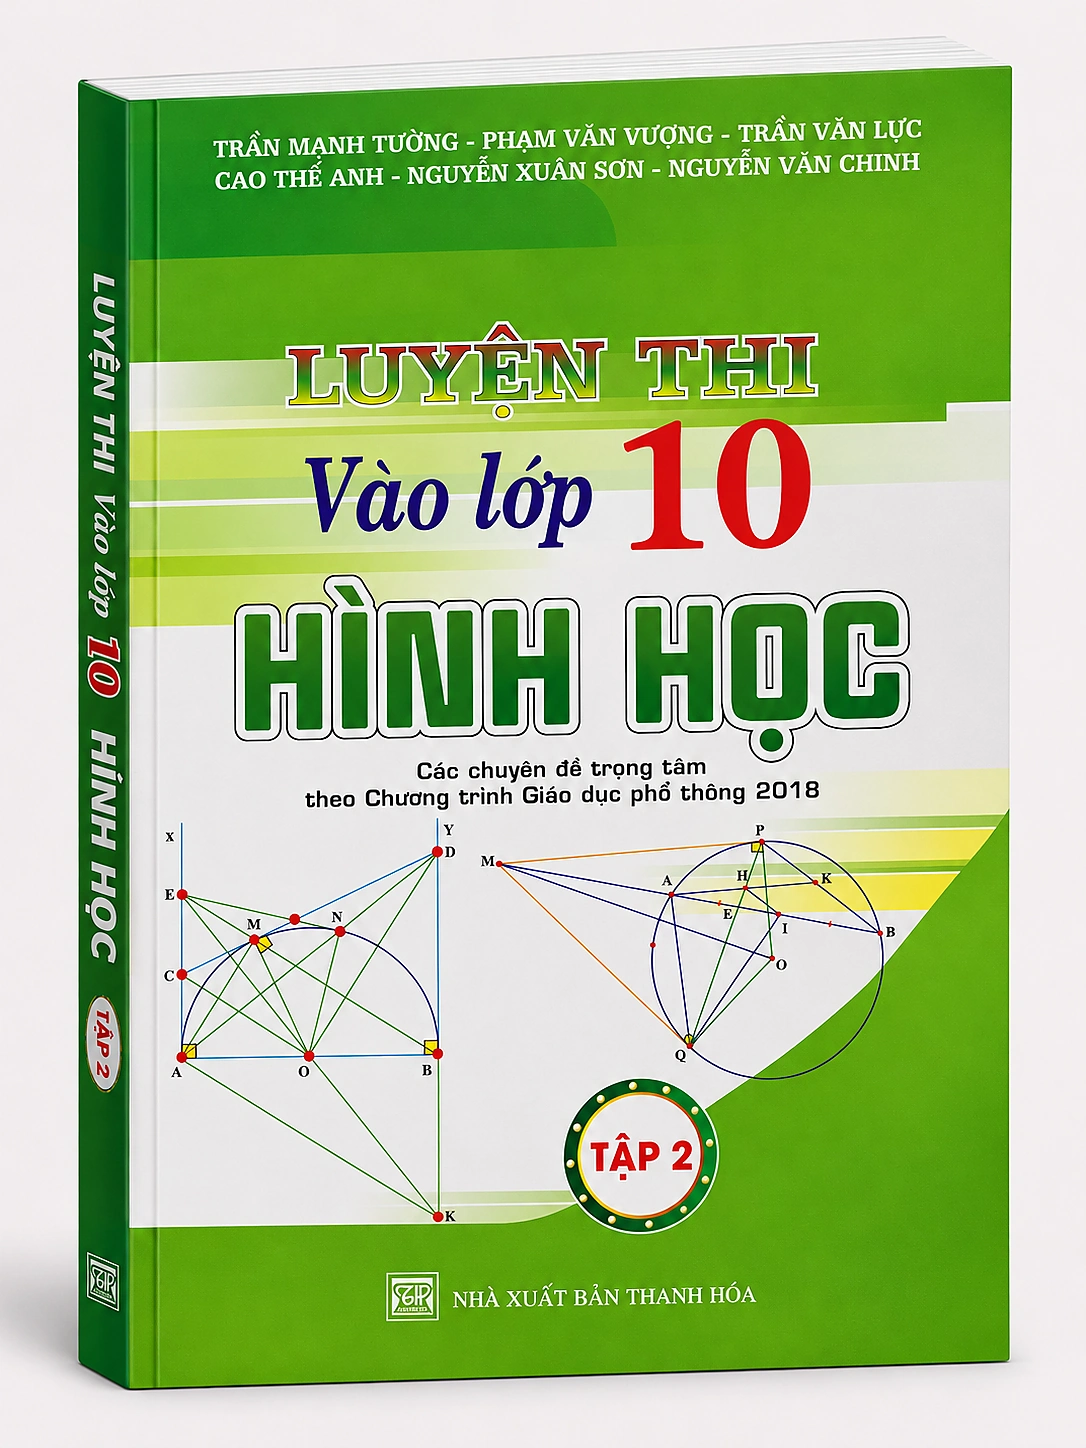 TRẦN MẠNH TƯỜNG - PHẠM VĂN VƯỢNG - TRẦN VĂN LỰC
CAO THẾ ANH - NGUYỄN XUÂN SƠN - NGUYỄN VĂN CHINH
LUYỆN THI
Vào lớp 10
HÌNH HỌC
Các chuyên đề trọng tâm
theo Chương trình Giáo dục phổ thông 2018
X
Y
D
E
M
N
C
A
O
B
K
P
M
A
H
K
E
I
B
O
Q
TẬP 2
NHÀ XUẤT BẢN THANH HÓA
LUYỆN THI Vào lớp 10 HÌNH HỌC TẬP 2